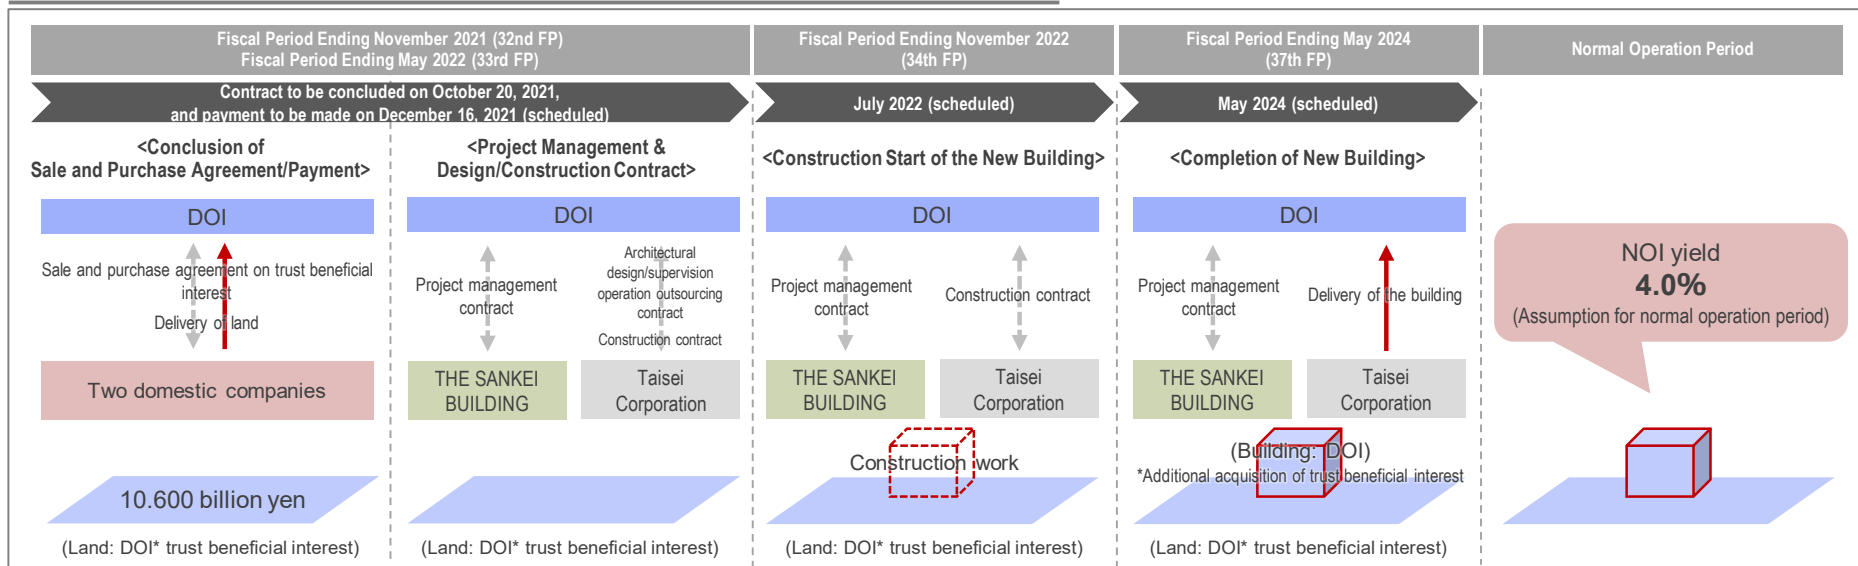 Fiscal Period Ending November 2021 (32nd FP)
Fiscal Period Ending May 2022 (33rd FP)
Fiscal Period Ending November 2022
(34th FP)
Fiscal Period Ending May 2024
(37th FP)
Normal Operation Period
Contract to be concluded on October 20, 2021,
and payment to be made on December 16, 2021 (scheduled)
July 2022 (scheduled)
May 2024 (scheduled)
<Conclusion of
Sale and Purchase Agreement/Payment>
DOI
Sale and purchase agreement on trust beneficial
interest
Delivery of land
Two domestic companies
10.600 billion yen
(Land: DOI* trust beneficial interest)
<Project Management &
Design/Construction Contract>
DOI
Project management
contract
Architectural
design/supervision
operation outsourcing
contract
Construction contract
THE SANKEI
BUILDING
Taisei
Corporation
(Land: DOI* trust beneficial interest)
<Construction Start of the New Building>
DOI
Project management
contract
Construction contract
THE SANKEI
BUILDING
Taisei
Corporation
Construction work
(Land: DOI* trust beneficial interest)
<Completion of New Building>
DOI
Project management
contract
Delivery of the building
THE SANKEI
BUILDING
Taisei
Corporation
(Building: DOI)
*Additional acquisition of trust beneficial interest
(Land: DOI* trust beneficial interest)
NOI yield
4.0%
(Assumption for normal operation period)